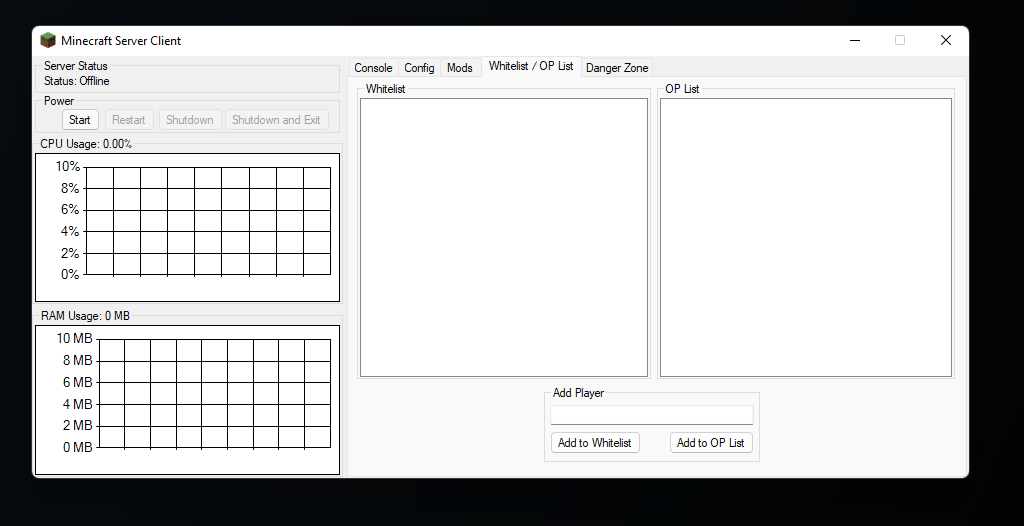 Minecraft Server Client
Server Status
Status: Offline
Power
Start Restart Shutdown Shutdown and Exit
CPU Usage: 0.00%
10%
8%
6%
4%
2%
0%
RAM Usage: 0 MB
10 MB
8 MB
6 MB
4 MB
2 MB
0 MB
Console Config Mods Whitelist / OP List Danger Zone
Whitelist
OP List
Add Player
Add to Whitelist Add to OP List